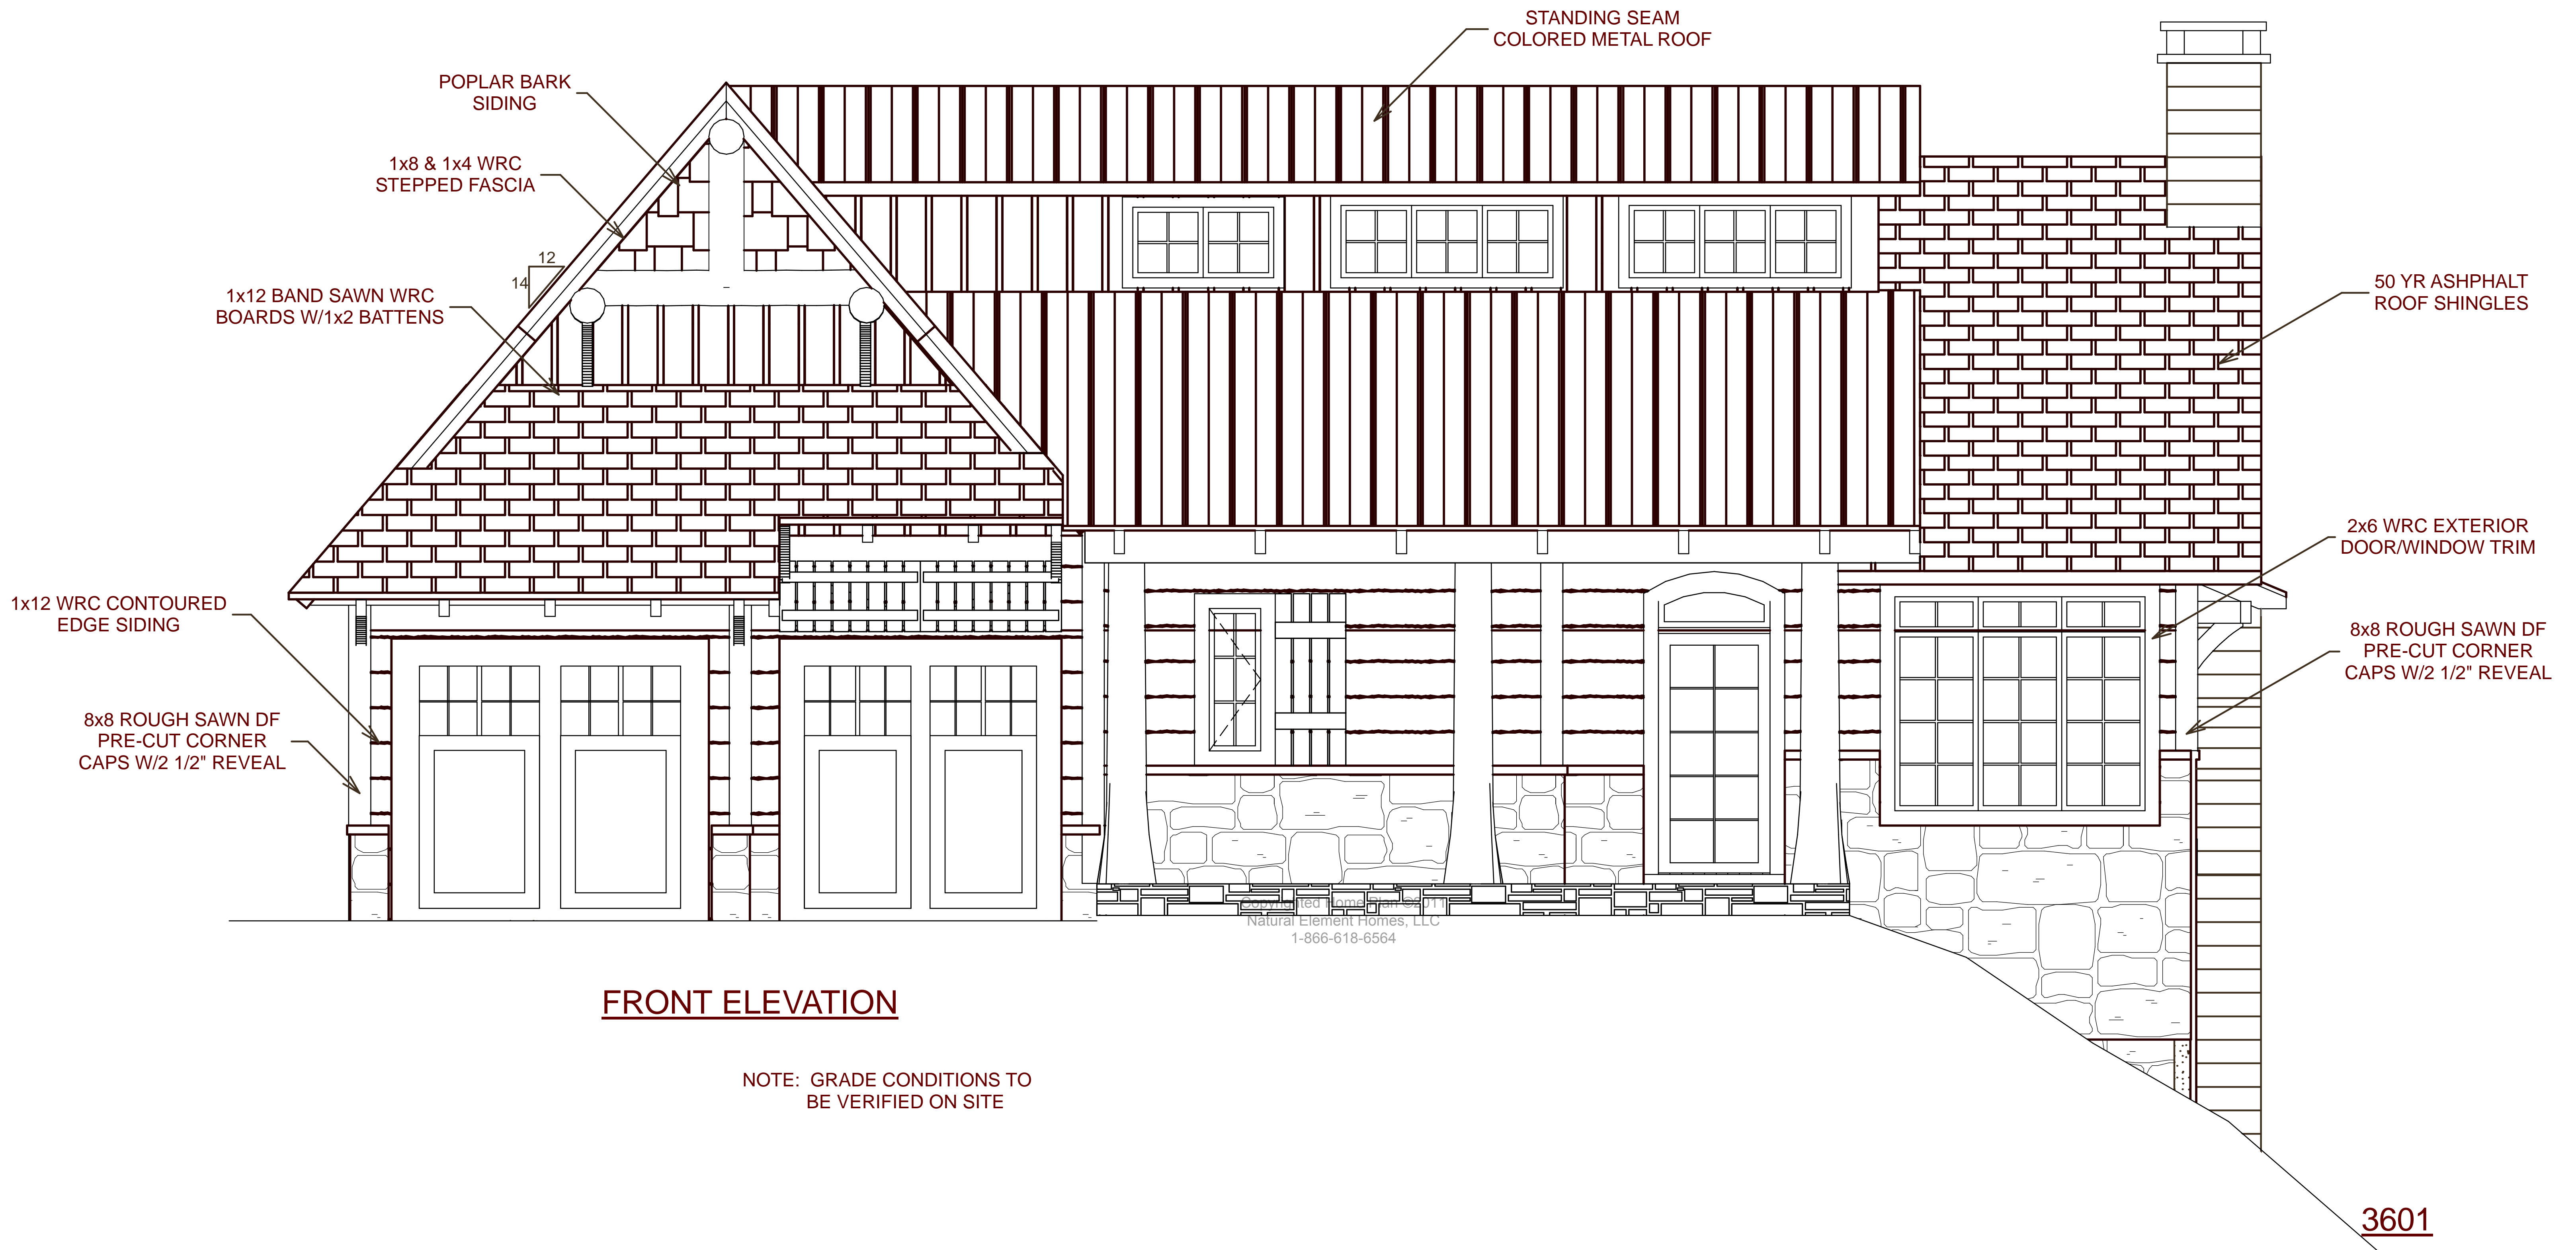 STANDING SEAM
COLORED METAL ROOF
POPLAR BARK
SIDING
1x8 & 1x4 WRC
STEPPED FASCIA
12
14
1x12 BAND SAWN WRC
BOARDS W/1x2 BATTENS
50 YR ASHPHALT
ROOF SHINGLES
2x6 WRC EXTERIOR
DOOR/WINDOW TRIM
1x12 WRC CONTOURED
EDGE SIDING
8x8 ROUGH SAWN DF
PRE-CUT CORNER
CAPS W/2 1/2" REVEAL
8x8 ROUGH SAWN DF
PRE-CUT CORNER
CAPS W/2 1/2" REVEAL
Copyrighted Home Plan ©2011
Natural Element Homes, LLC
1-866-618-6564
FRONT ELEVATION
NOTE: GRADE CONDITIONS TO
BE VERIFIED ON SITE
3601